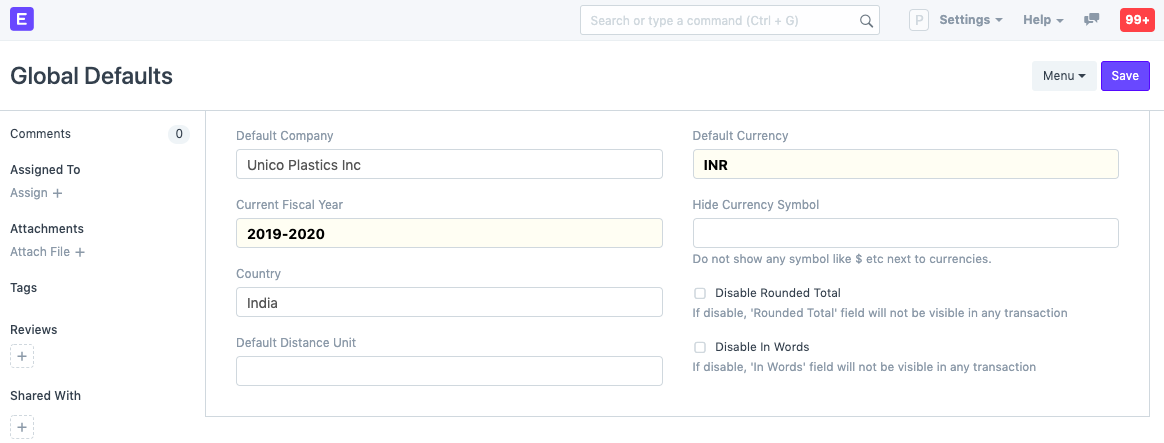 E
Search or type a command (Ctrl + G)
P
Settings
Help
99+
Global Defaults
Menu
Save
Comments
0
Assigned To
Assign +
Attachments
Attach File +
Tags
Reviews
+
Shared With
+
Default Company
Unico Plastics Inc
Current Fiscal Year
2019-2020
Country
India
Default Distance Unit
Default Currency
INR
Hide Currency Symbol
Do not show any symbol like $ etc next to currencies.
Disable Rounded Total
If disable, 'Rounded Total' field will not be visible in any transaction
Disable In Words
If disable, 'In Words' field will not be visible in any transaction